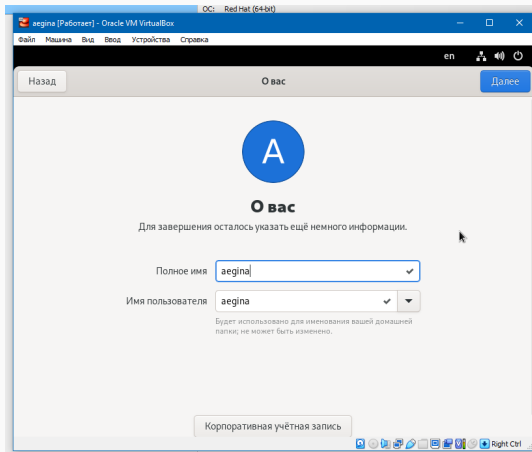 ОС: Red Hat (64-bit)
aegina [Работает] - Oracle VM VirtualBox
Файл Машина Вид Ввод Устройства Справка
en
Назад О вас Далее
A
О вас
Для завершения осталось указать ещё немного информации.
Полное имя aegina
Имя пользователя aegina
Будет использовано для именования вашей домашней
папки; не может быть изменено.
Корпоративная учётная запись
Right Ctrl